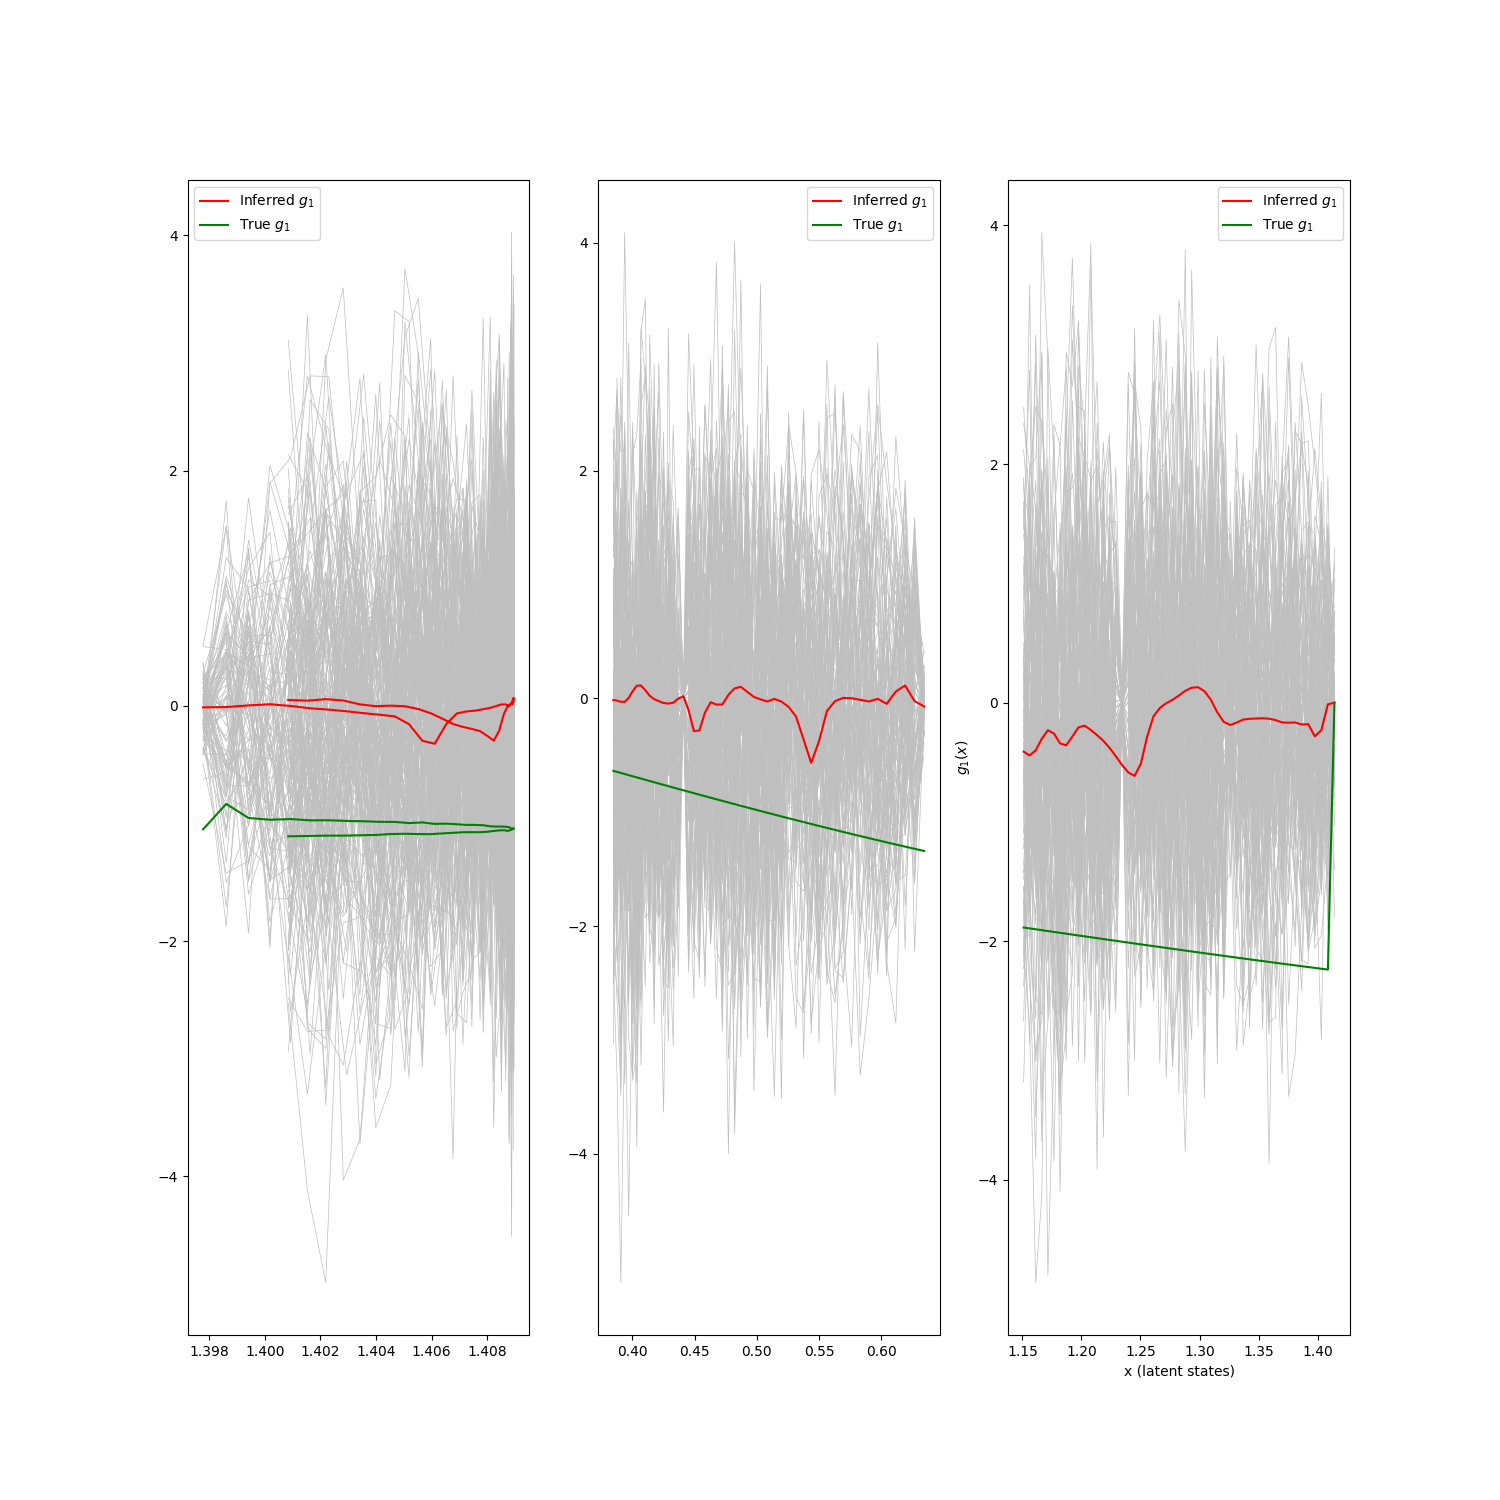 Inferred g₁
True g₁
4
2
0
−2
−4
1.398 1.400 1.402 1.404 1.406 1.408
Inferred g₁
True g₁
4
2
0
−2
−4
0.40 0.45 0.50 0.55 0.60
Inferred g₁
True g₁
g₁(x)
4
2
0
−2
−4
1.15 1.20 1.25 1.30 1.35 1.40
x (latent states)